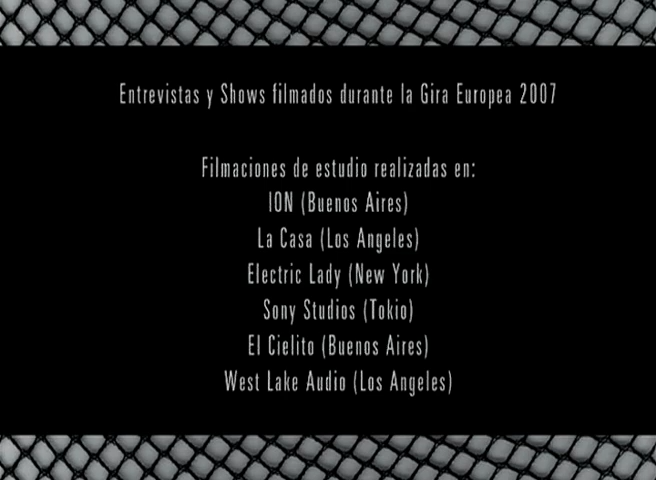 Entrevistas y Shows filmados durante la Gira Europea 2007
Filmaciones de estudio realizadas en:
ION (Buenos Aires)
La Casa (Los Angeles)
Electric Lady (New York)
Sony Studios (Tokio)
El Cielito (Buenos Aires)
West Lake Audio (Los Angeles)